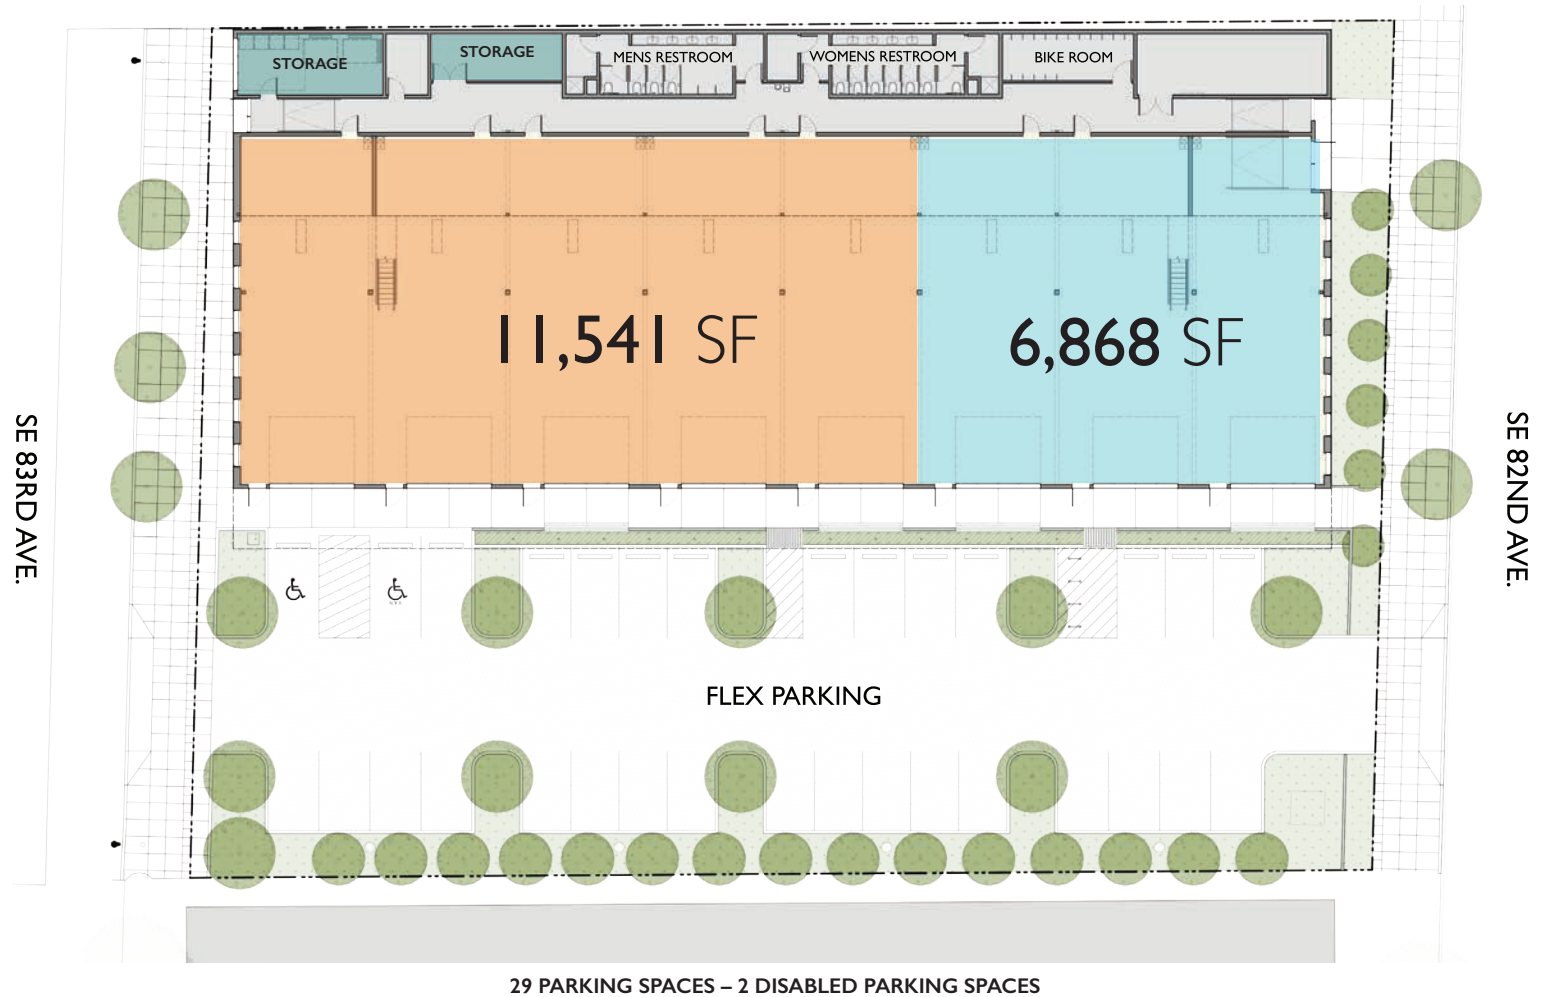 STORAGE
STORAGE
MENS RESTROOM
WOMENS RESTROOM
BIKE ROOM
11,541 SF
6,868 SF
SE 83RD AVE.
SE 82ND AVE.
FLEX PARKING
29 PARKING SPACES – 2 DISABLED PARKING SPACES